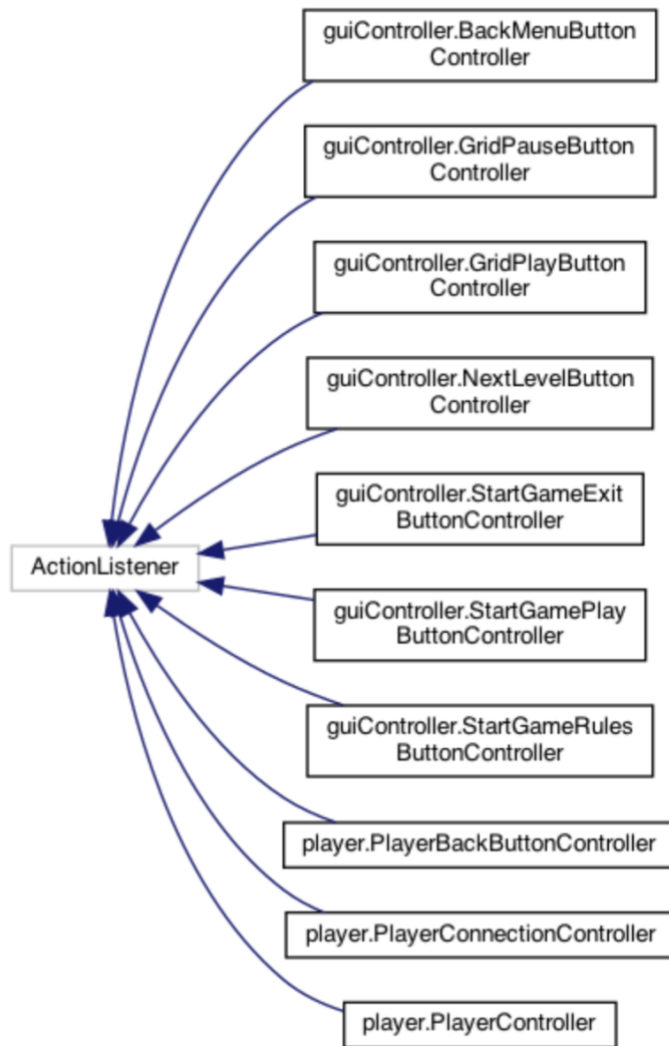 guiController.BackMenuButton
Controller
guiController.GridPauseButton
Controller
guiController.GridPlayButton
Controller
guiController.NextLevelButton
Controller
guiController.StartGameExit
ButtonController
ActionListener
guiController.StartGamePlay
ButtonController
guiController.StartGameRules
ButtonController
player.PlayerBackButtonController
player.PlayerConnectionController
player.PlayerController